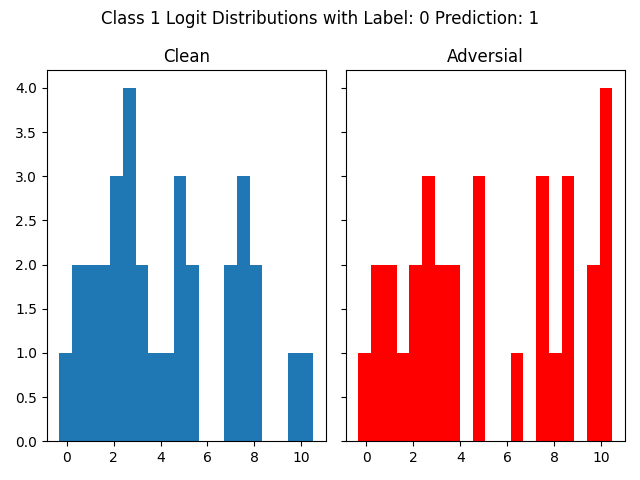 Class 1 Logit Distributions with Label: 0 Prediction: 1
Clean
Adversial
4.0
3.5
3.0
2.5
2.0
1.5
1.0
0.5
0.0
0 2 4 6 8 10
0 2 4 6 8 10